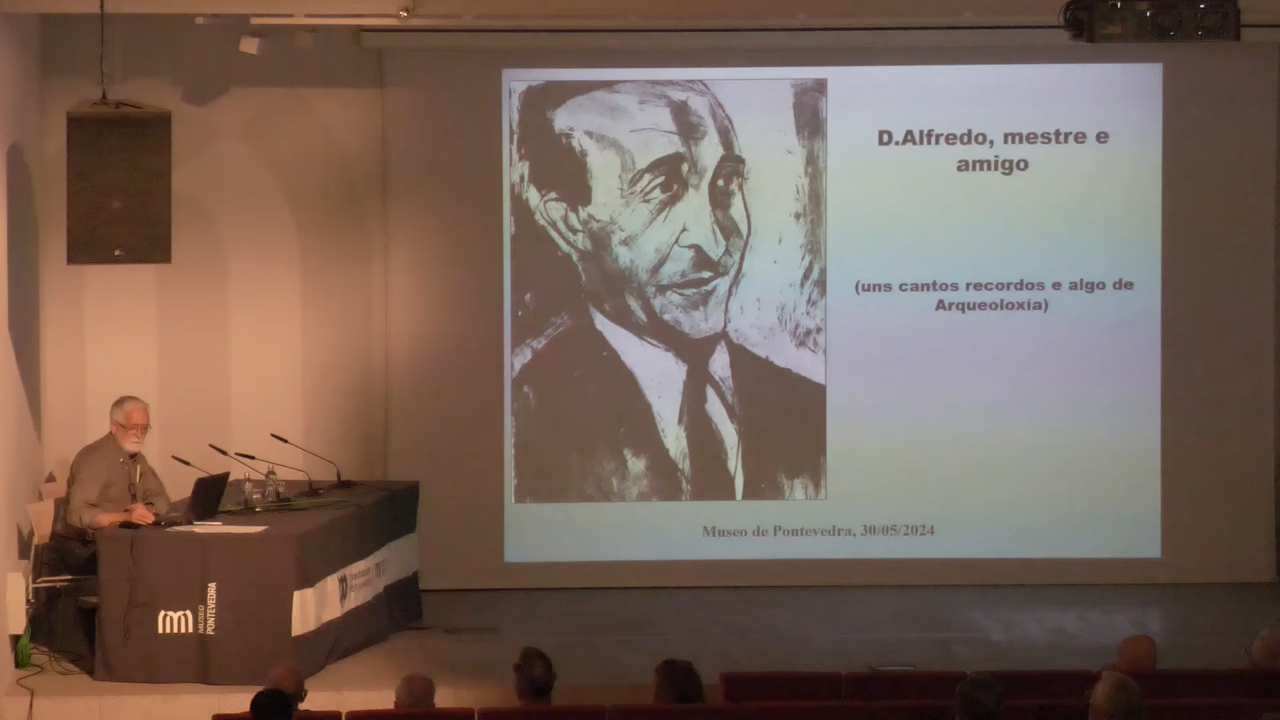 D.Alfredo, mestre e
amigo
(uns cantos recordos e algo de
Arqueoloxía)
Museo de Pontevedra, 30/05/2024
MUSEO
PONTEVEDRA